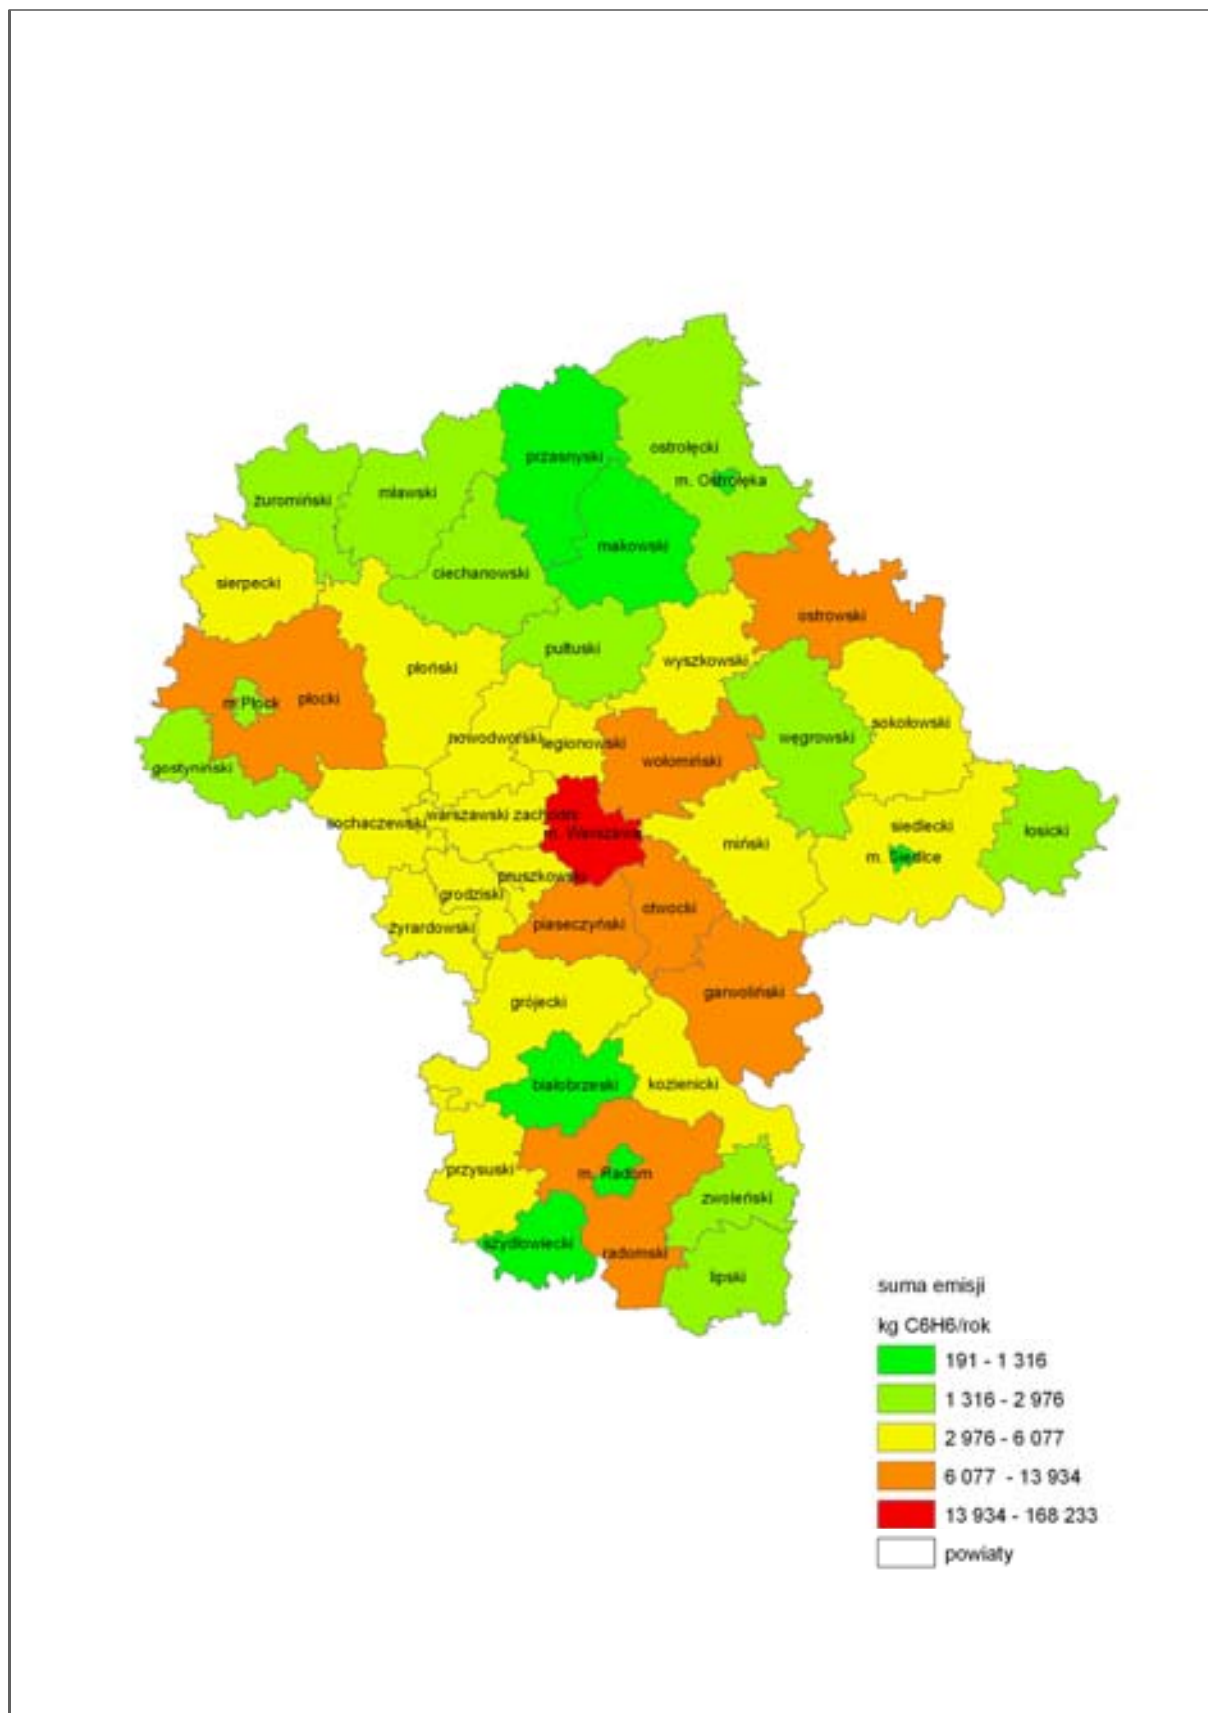 ostrołęcki
przasnyski
m. Ostrołęka
mławski
żuromiński
makowski
ciechanowski
sierpecki
ostrowski
pułtuski
wyszkowski
płoński
płocki
m.Płock
sokołowski
węgrowski
nowodworski
legionowski
wołomiński
gostyniński
warszawski zachodni
sochaczewski
siedlecki
łosicki
m. Warszawa
miński
m. Siedlce
pruszkowski
grodziski
otwocki
piaseczyński
żyrardowski
garwoliński
grójecki
białobrzeski
kozienicki
przysuski
m. Radom
zwoleński
szydłowiecki
radomski
lipski
suma emisji
kg C6H6/rok
191 - 1 316
1 316 - 2 976
2 976 - 6 077
6 077 - 13 934
13 934 - 168 233
powiaty